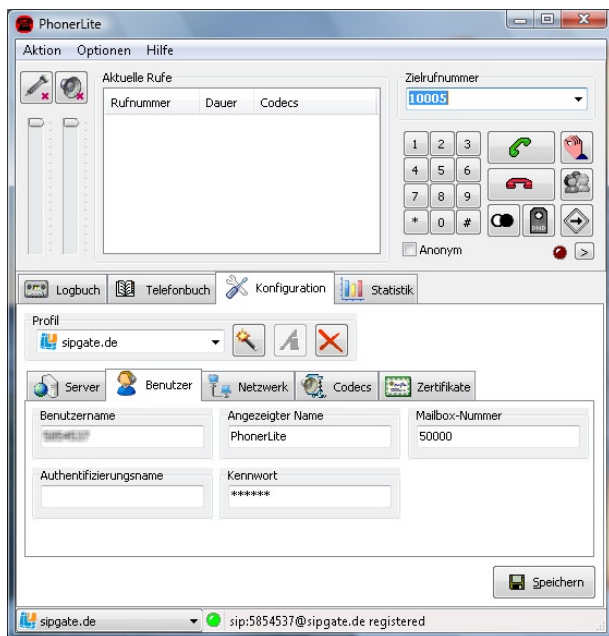 PhonerLite
Aktion Optionen Hilfe
Aktuelle Rufe
Rufnummer Dauer Codecs
Zielrufnummer
10005
1 2 3
4 5 6
7 8 9
* 0 #
DND
Anonym
>
Logbuch Telefonbuch Konfiguration Statistik
Profil
sipgate.de
Server Benutzer Netzwerk Codecs Zertifikate
Benutzername Angezeigter Name Mailbox-Nummer
PhonerLite 50000
Authentifizierungsname Kennwort
******
Speichern
sipgate.de sip:5854537@sipgate.de registered